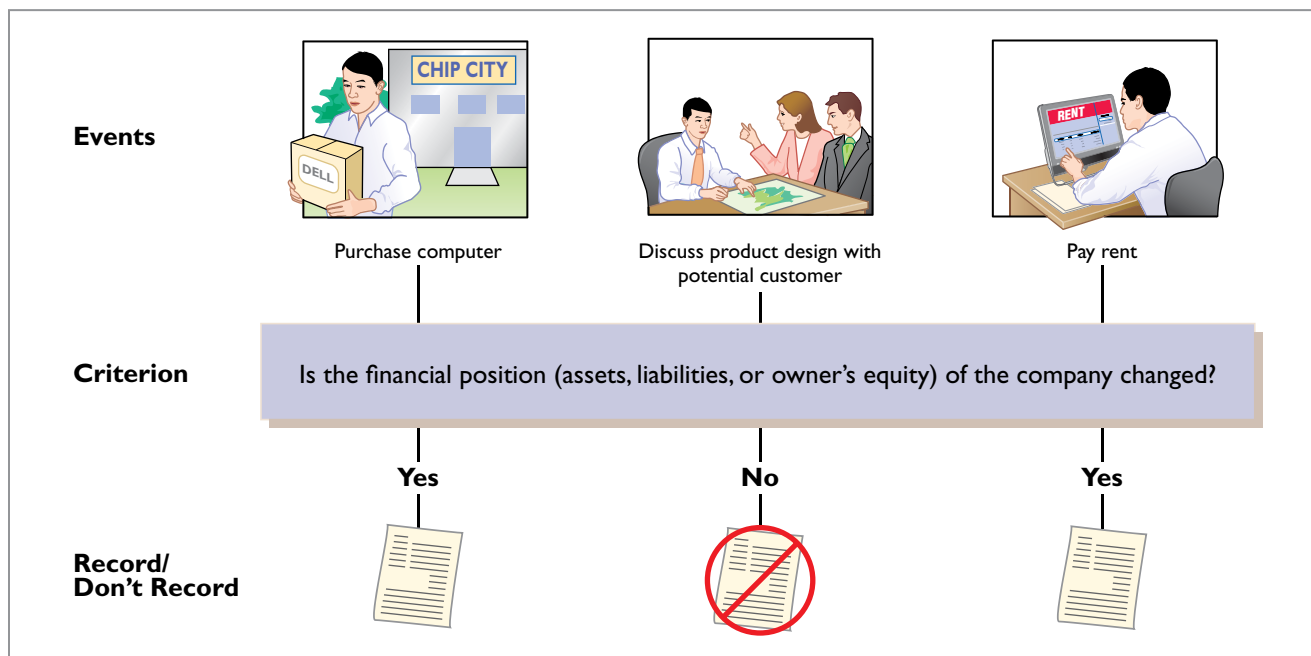 CHIP CITY
DELL
RENT
Events
Purchase computer
Discuss product design with
potential customer
Pay rent
Criterion
Is the financial position (assets, liabilities, or owner’s equity) of the company changed?
Yes
No
Yes
Record/
Don’t Record